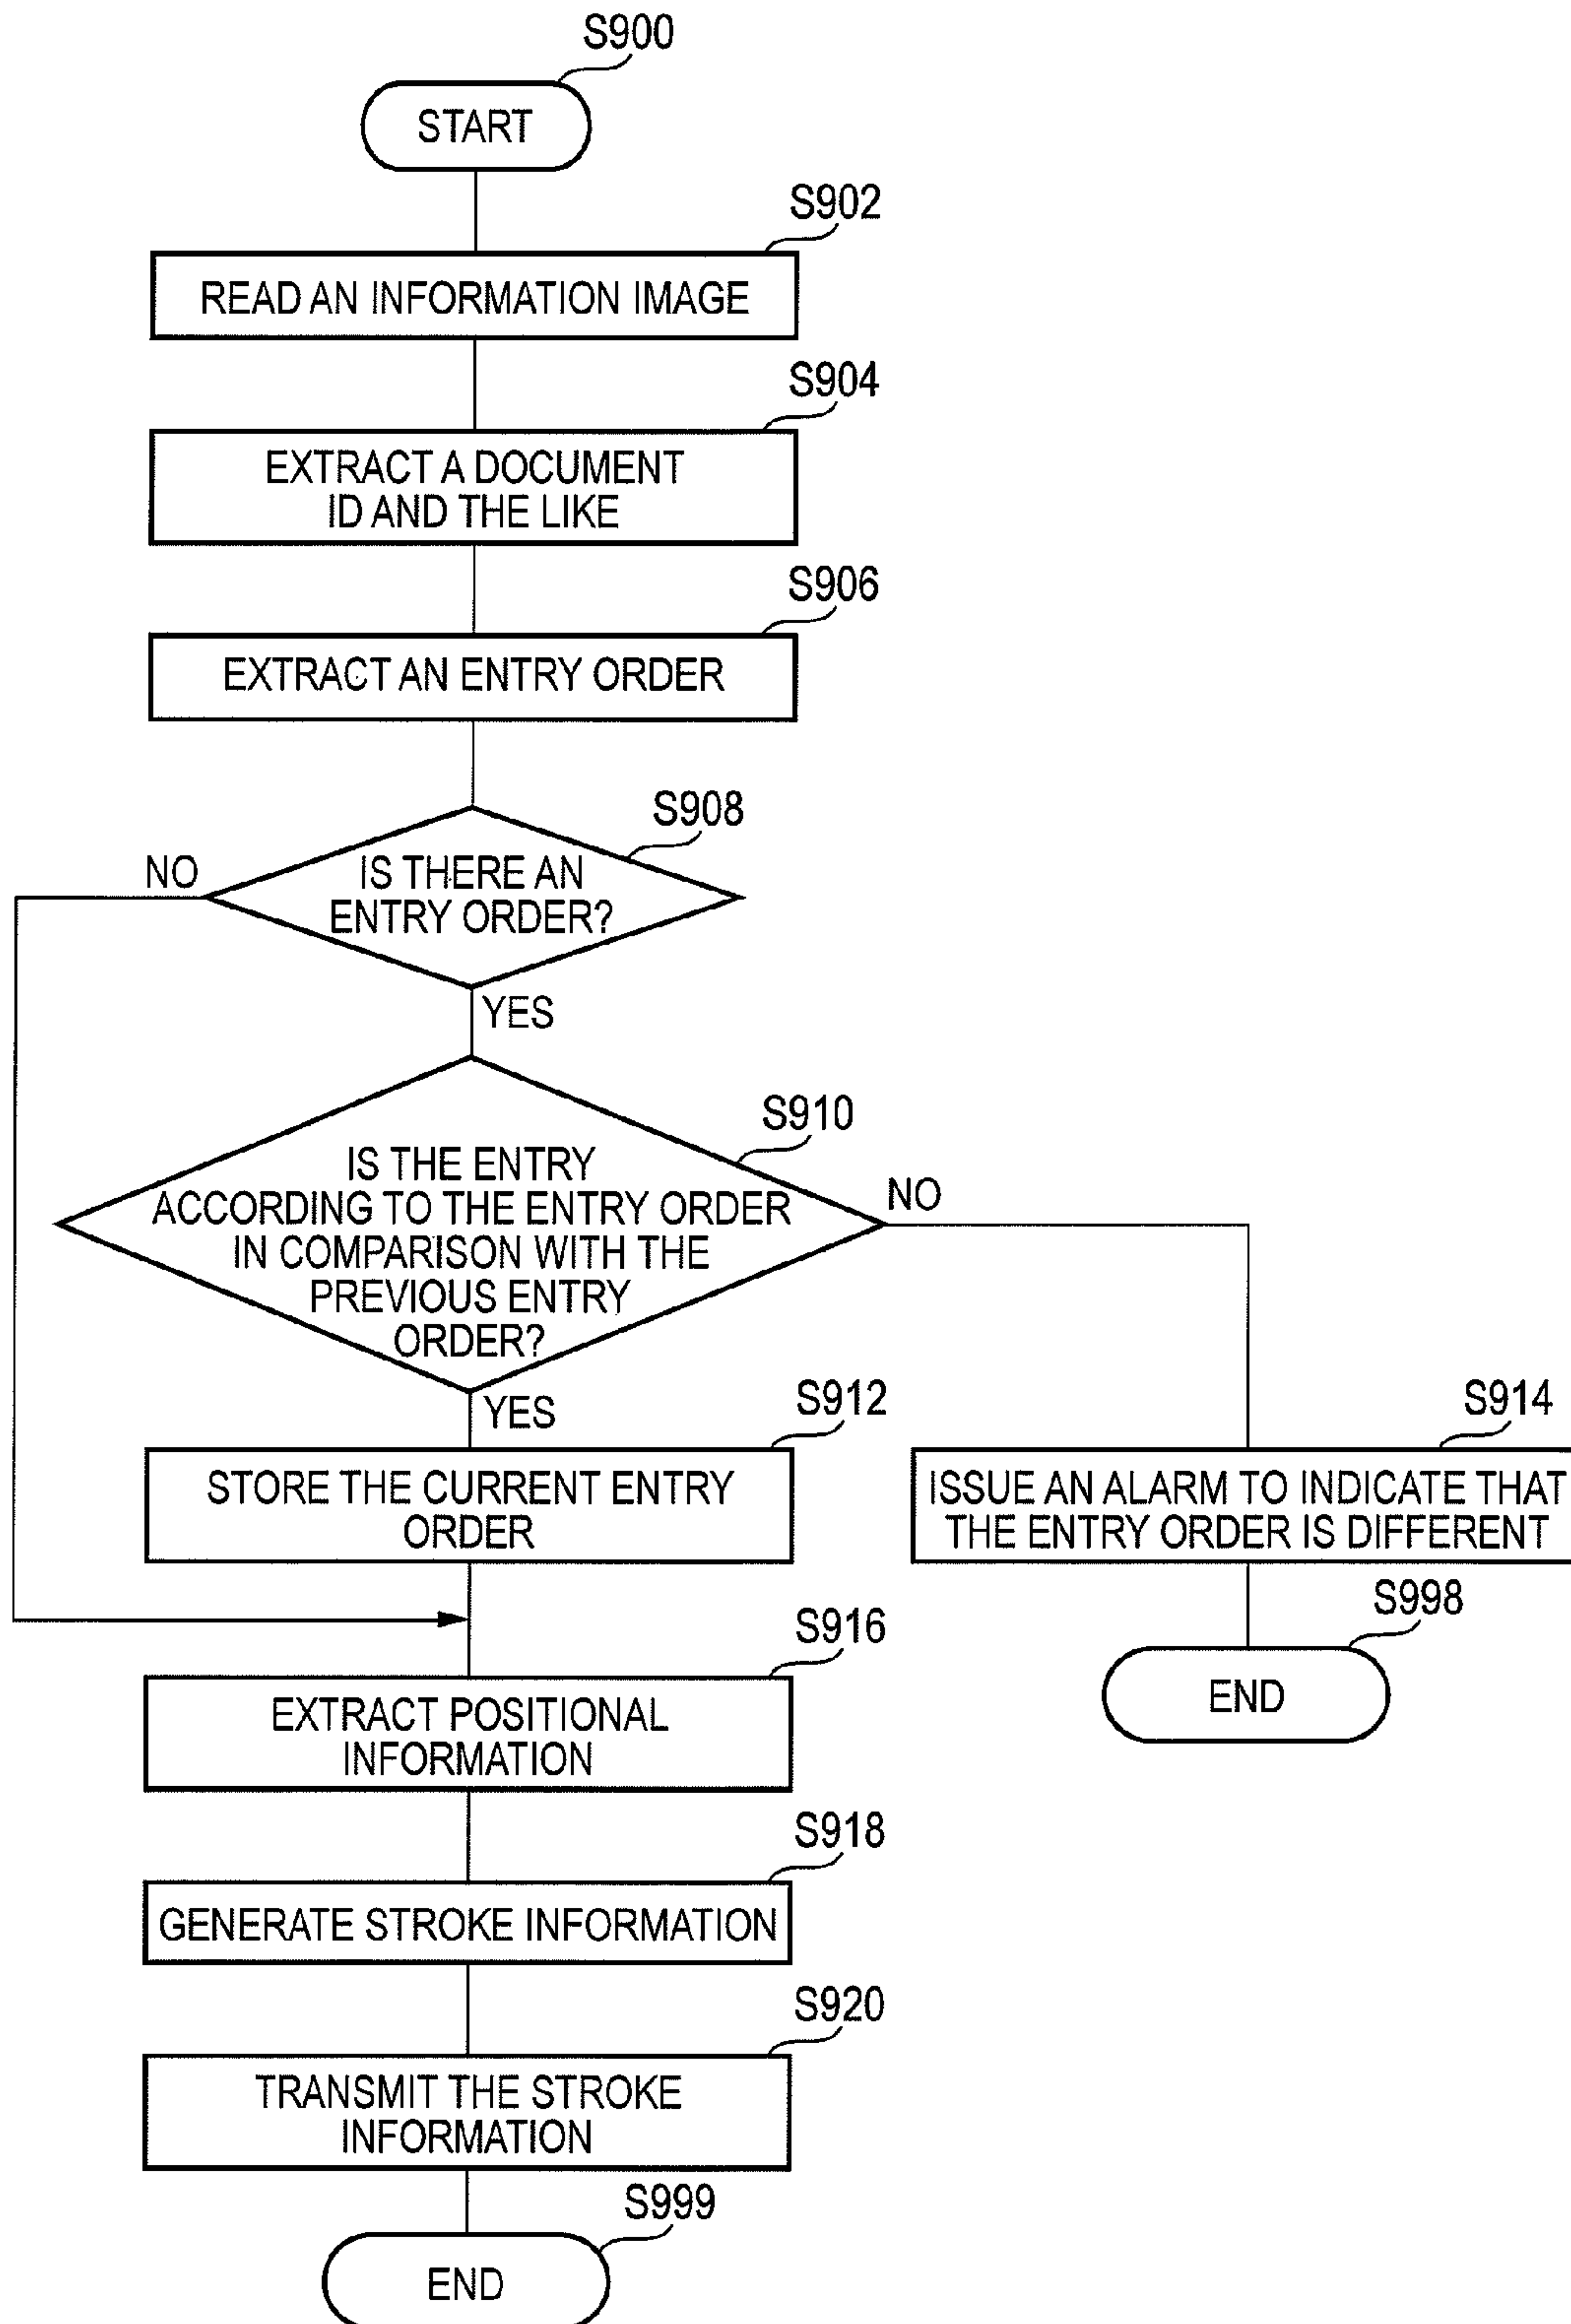 S900
START
S902
READ AN INFORMATION IMAGE
S904
EXTRACT A DOCUMENT
ID AND THE LIKE
S906
EXTRACT AN ENTRY ORDER
S908
NO
IS THERE AN
ENTRY ORDER?
YES
S910
IS THE ENTRY
ACCORDING TO THE ENTRY ORDER
IN COMPARISON WITH THE
PREVIOUS ENTRY
ORDER?
NO
YES
S912
STORE THE CURRENT ENTRY
ORDER
S914
ISSUE AN ALARM TO INDICATE THAT
THE ENTRY ORDER IS DIFFERENT
S998
END
S916
EXTRACT POSITIONAL
INFORMATION
S918
GENERATE STROKE INFORMATION
S920
TRANSMIT THE STROKE
INFORMATION
S999
END